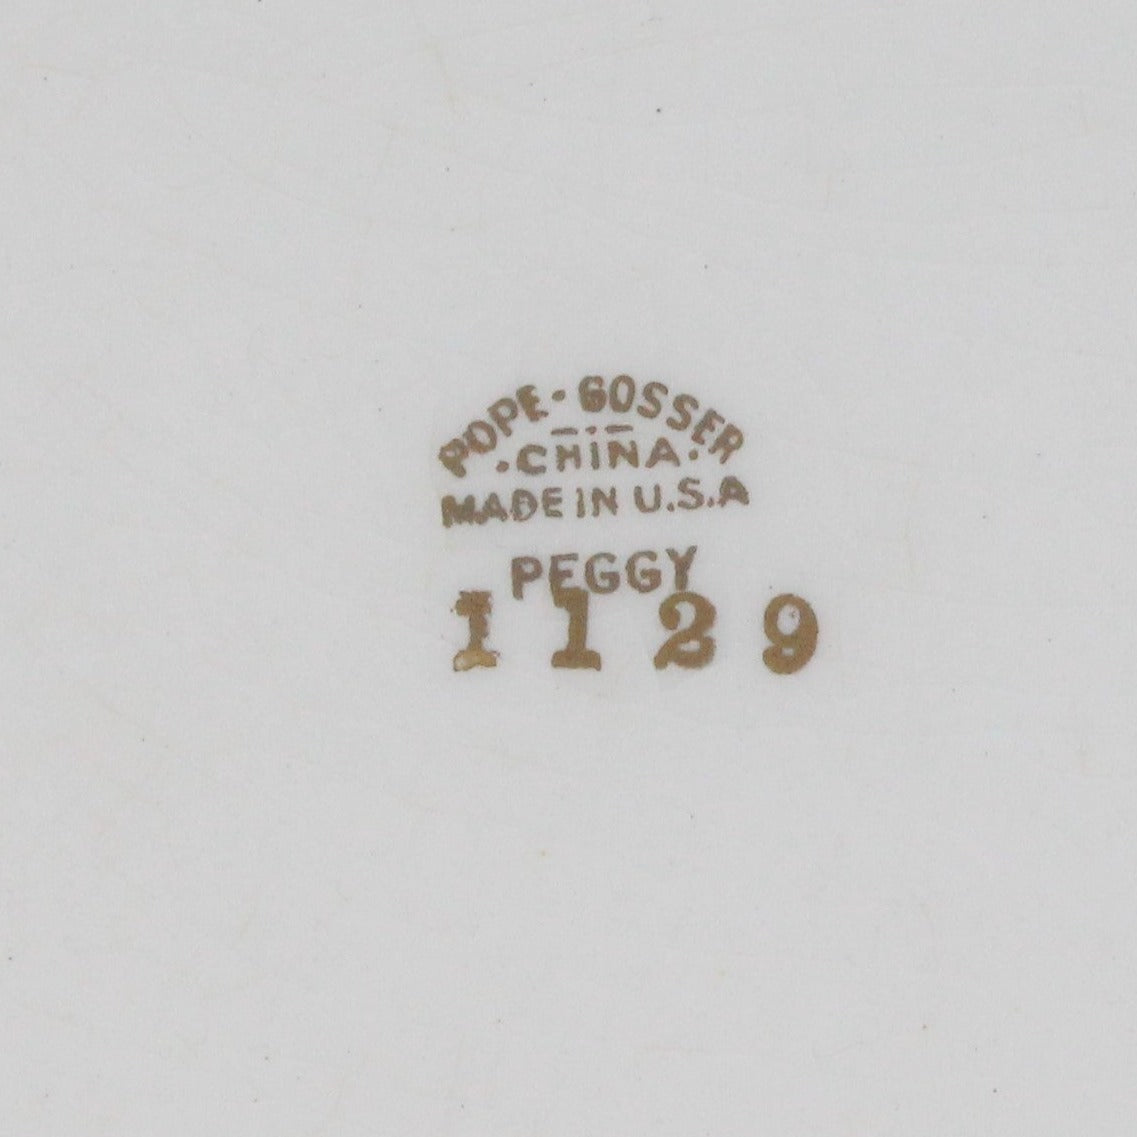 POPE-GOSSER
.CHINA.
MADE IN U.S.A
PEGGY
1129